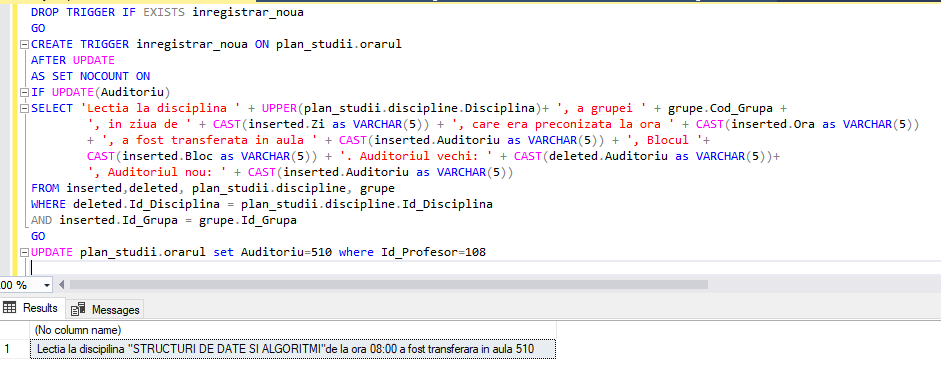 DROP TRIGGER IF EXISTS inregistrar_noua
GO
CREATE TRIGGER inregistrar_noua ON plan_studii.orarul
AFTER UPDATE
AS SET NOCOUNT ON
IF UPDATE(Auditoriu)
SELECT 'Lectia la disciplina ' + UPPER(plan_studii.discipline.Disciplina)+ ', a grupei ' + grupe.Cod_Grupa +
', in ziua de ' + CAST(inserted.Zi as VARCHAR(5)) + ', care era preconizata la ora ' + CAST(inserted.Ora as VARCHAR(5))
+ ', a fost transferata in aula ' + CAST(inserted.Auditoriu as VARCHAR(5)) + ', Blocul '+
CAST(inserted.Bloc as VARCHAR(5)) + '. Auditoriul vechi: ' + CAST(deleted.Auditoriu as VARCHAR(5))+
', Auditoriul nou: ' + CAST(inserted.Auditoriu as VARCHAR(5))
FROM inserted,deleted, plan_studii.discipline, grupe
WHERE deleted.Id_Disciplina = plan_studii.discipline.Id_Disciplina
AND inserted.Id_Grupa = grupe.Id_Grupa
GO
UPDATE plan_studii.orarul set Auditoriu=510 where Id_Profesor=108
00 %
Results Messages
(No column name)
1 Lectia la discipilina "STRUCTURI DE DATE SI ALGORITMI"de la ora 08:00 a fost transferara in aula 510